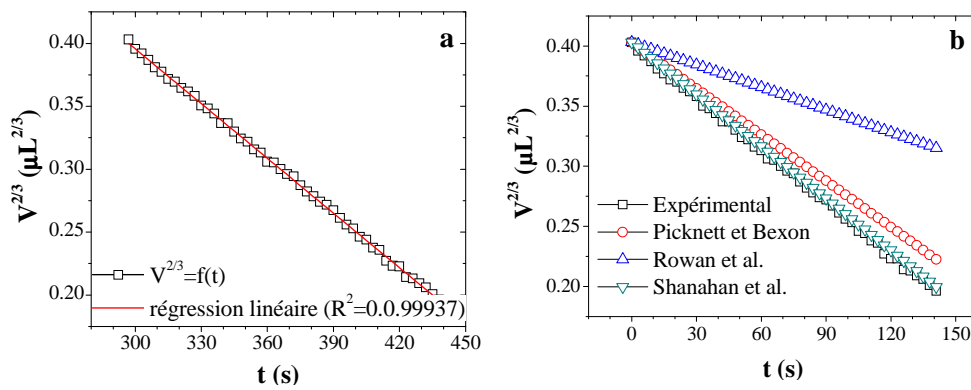 a
V^{2/3} (µL^{2/3})
0.40
0.35
0.30
0.25
0.20
V^{2/3}=f(t)
régression linéaire (R^2=0.0.99937)
300 330 360 390 420 450
t (s)
b
V^{2/3} (µL^{2/3})
0.40
0.35
0.30
0.25
0.20
Expérimental
Picknett et Bexon
Rowan et al.
Shanahan et al.
0 30 60 90 120 150
t (s)